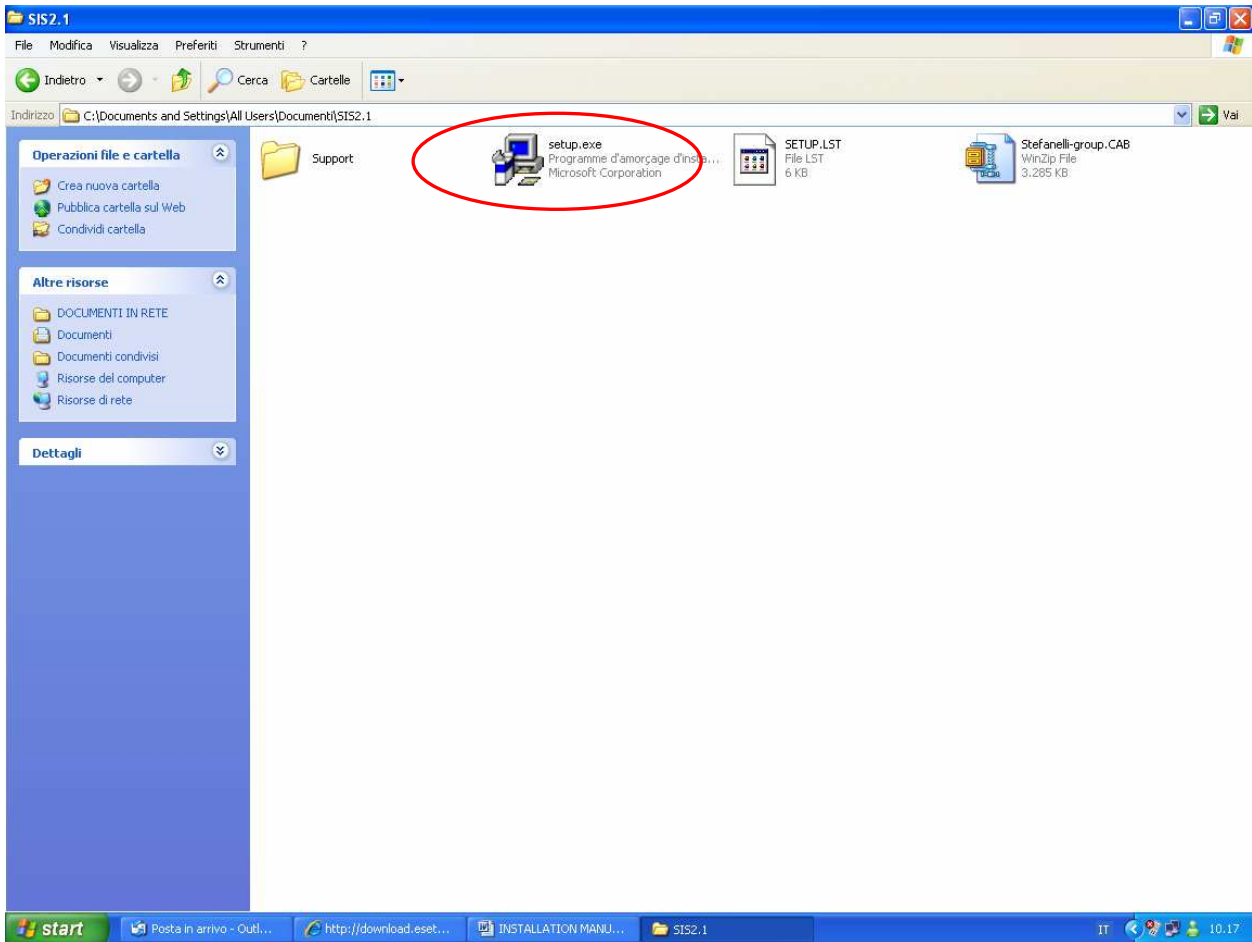 SIS2.1
File Modifica Visualizza Preferiti Strumenti ?
Indietro Cerca Cartelle
Indirizzo C:\Documents and Settings\All Users\Documenti\SIS2.1 Vai
Operazioni file e cartella
Crea nuova cartella
Pubblica cartella sul Web
Condividi cartella
Altre risorse
DOCUMENTI IN RETE
Documenti
Documenti condivisi
Risorse del computer
Risorse di rete
Dettagli
Support
setup.exe
Programme d'amorçage d'insta...
Microsoft Corporation
SETUP.LST
File LST
6 KB
Stefanelli-group.CAB
WinZip File
3.285 KB
start Posta in arrivo - Outl... http://download.eset... INSTALLATION MANU... SIS2.1 IT 10.17